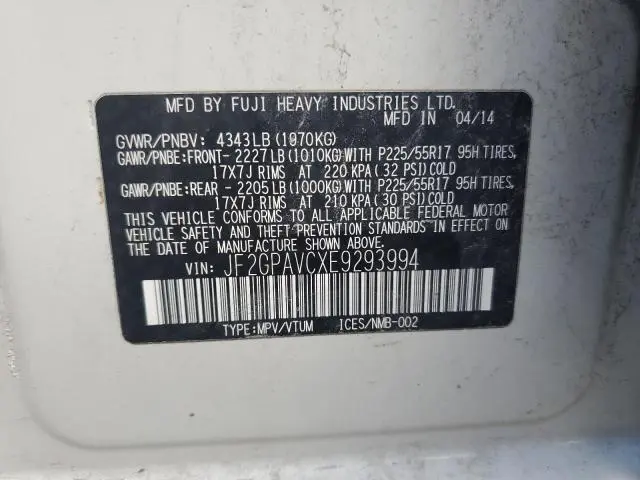 MFD BY FUJI HEAVY INDUSTRIES LTD.
MFD IN 04/14
GVWR/PNBV: 4343LB(1970KG)
GAWR/PNBE:FRONT- 2227LB(1010KG)WITH P225/55R17 95H TIRES,
17X7J RIMS AT 220 KPA(32 PSI)COLD
GAWR/PNBE:REAR - 2205LB(1000KG)WITH P225/55R17 95H TIRES,
17X7J RIMS AT 210 KPA(30 PSI)COLD
THIS VEHICLE CONFORMS TO ALL APPLICABLE FEDERAL MOTOR
VEHICLE SAFETY AND THEFT PREVENTION STANDARDS IN EFFECT ON
THE DATE OF MANUFACTURE SHOWN ABOVE.
VIN: JF2GPAVCXE9293994
TYPE:MPV/VTUM ICES/NMB-002